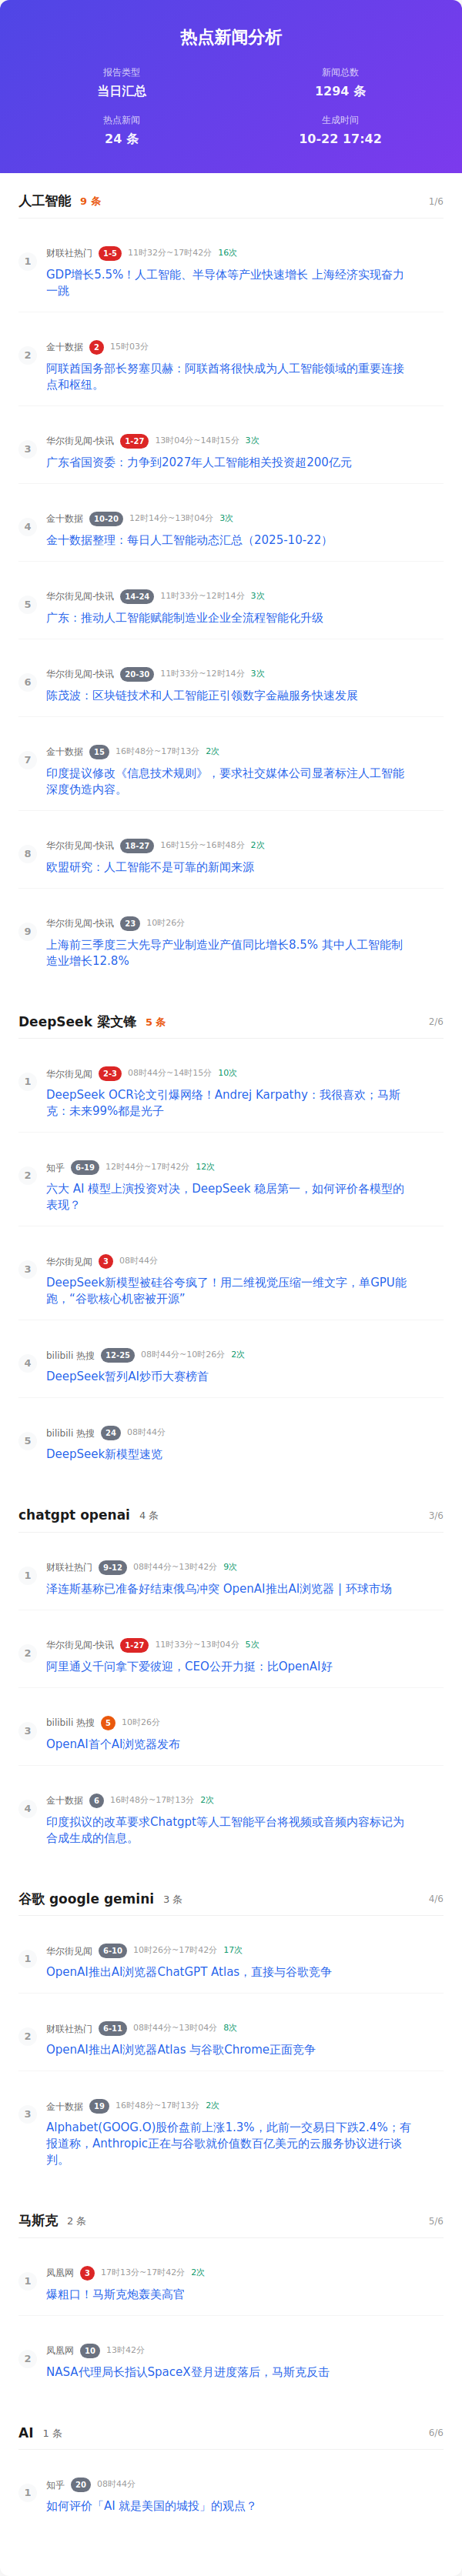 热点新闻分析
报告类型
新闻总数
当日汇总
1294 条
热点新闻
生成时间
24 条
10-22 17:42
人工智能 9 条 1/6
1
财联社热门 1-5 11时32分~17时42分 16次
GDP增长5.5%！人工智能、半导体等产业快速增长 上海经济实现奋力
一跳
2
金十数据 2 15时03分
阿联酋国务部长努塞贝赫：阿联酋将很快成为人工智能领域的重要连接
点和枢纽。
3
华尔街见闻-快讯 1-27 13时04分~14时15分 3次
广东省国资委：力争到2027年人工智能相关投资超200亿元
4
金十数据 10-20 12时14分~13时04分 3次
金十数据整理：每日人工智能动态汇总（2025-10-22）
5
华尔街见闻-快讯 14-24 11时33分~12时14分 3次
广东：推动人工智能赋能制造业企业全流程智能化升级
6
华尔街见闻-快讯 20-30 11时33分~12时14分 3次
陈茂波：区块链技术和人工智能正引领数字金融服务快速发展
7
金十数据 15 16时48分~17时13分 2次
印度提议修改《信息技术规则》，要求社交媒体公司显著标注人工智能
深度伪造内容。
8
华尔街见闻-快讯 18-27 16时15分~16时48分 2次
欧盟研究：人工智能不是可靠的新闻来源
9
华尔街见闻-快讯 23 10时26分
上海前三季度三大先导产业制造业产值同比增长8.5% 其中人工智能制
造业增长12.8%
DeepSeek 梁文锋 5 条 2/6
1
华尔街见闻 2-3 08时44分~14时15分 10次
DeepSeek OCR论文引爆网络！Andrej Karpathy：我很喜欢；马斯
克：未来99%都是光子
2
知乎 6-19 12时44分~17时42分 12次
六大 AI 模型上演投资对决，DeepSeek 稳居第一，如何评价各模型的
表现？
3
华尔街见闻 3 08时44分
DeepSeek新模型被硅谷夸疯了！用二维视觉压缩一维文字，单GPU能
跑，“谷歌核心机密被开源”
4
bilibili 热搜 12-25 08时44分~10时26分 2次
DeepSeek暂列AI炒币大赛榜首
5
bilibili 热搜 24 08时44分
DeepSeek新模型速览
chatgpt openai 4 条 3/6
1
财联社热门 9-12 08时44分~13时42分 9次
泽连斯基称已准备好结束俄乌冲突 OpenAI推出AI浏览器 | 环球市场
2
华尔街见闻-快讯 1-27 11时33分~13时04分 5次
阿里通义千问拿下爱彼迎，CEO公开力挺：比OpenAI好
3
bilibili 热搜 5 10时26分
OpenAI首个AI浏览器发布
4
金十数据 6 16时48分~17时13分 2次
印度拟议的改革要求Chatgpt等人工智能平台将视频或音频内容标记为
合成生成的信息。
谷歌 google gemini 3 条 4/6
1
华尔街见闻 6-10 10时26分~17时42分 17次
OpenAI推出AI浏览器ChatGPT Atlas，直接与谷歌竞争
2
财联社热门 6-11 08时44分~13时04分 8次
OpenAI推出AI浏览器Atlas 与谷歌Chrome正面竞争
3
金十数据 19 16时48分~17时13分 2次
Alphabet(GOOG.O)股价盘前上涨1.3%，此前一交易日下跌2.4%；有
报道称，Anthropic正在与谷歌就价值数百亿美元的云服务协议进行谈
判。
马斯克 2 条 5/6
1
凤凰网 3 17时13分~17时42分 2次
爆粗口！马斯克炮轰美高官
2
凤凰网 10 13时42分
NASA代理局长指认SpaceX登月进度落后，马斯克反击
AI 1 条 6/6
1
知乎 20 08时44分
如何评价「AI 就是美国的城投」的观点？